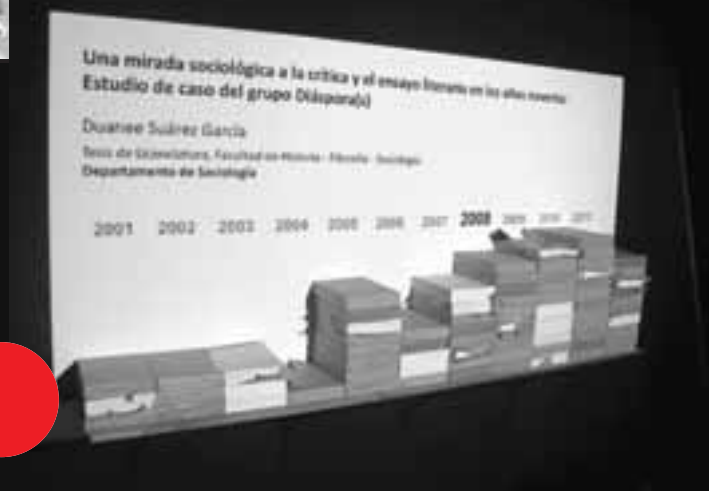 Una mirada sociológica a la crítica y el ensayo literario en los años noventa
Estudio de caso del grupo Diáspora(s)
Duanee Suárez García
Tesis de Licenciatura, Facultad de Historia - Filosofía - Sociología
Departamento de Sociología
2001 2002 2003 2004 2005 2006 2007 2008 2009 2010 2011